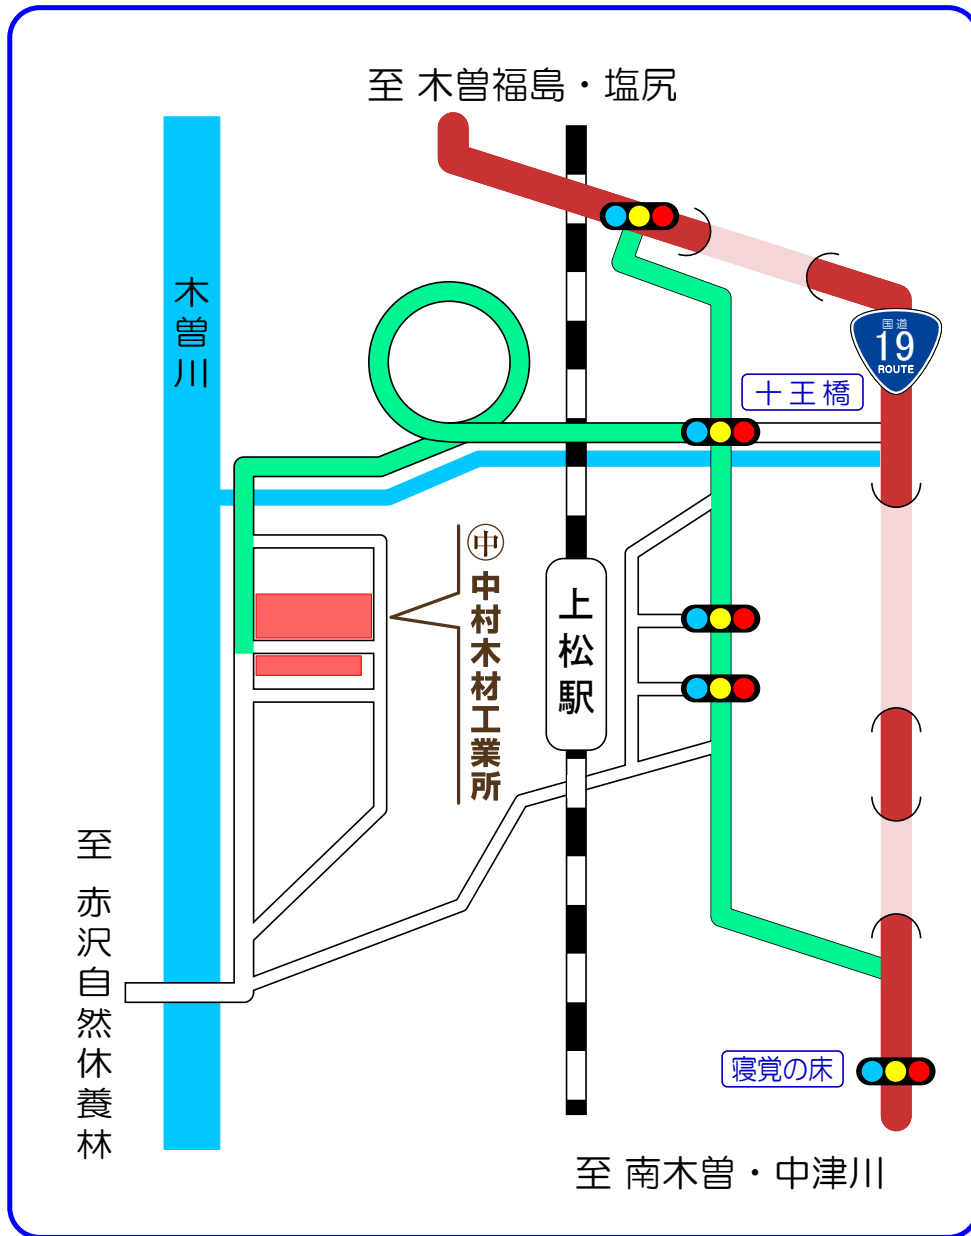 至 木曽福島・塩尻
木曽川
国道
19
ROUTE
十王橋
中
中村木材工業所
上松駅
至 赤沢自然休養林
寝覚の床
至 南木曽・中津川